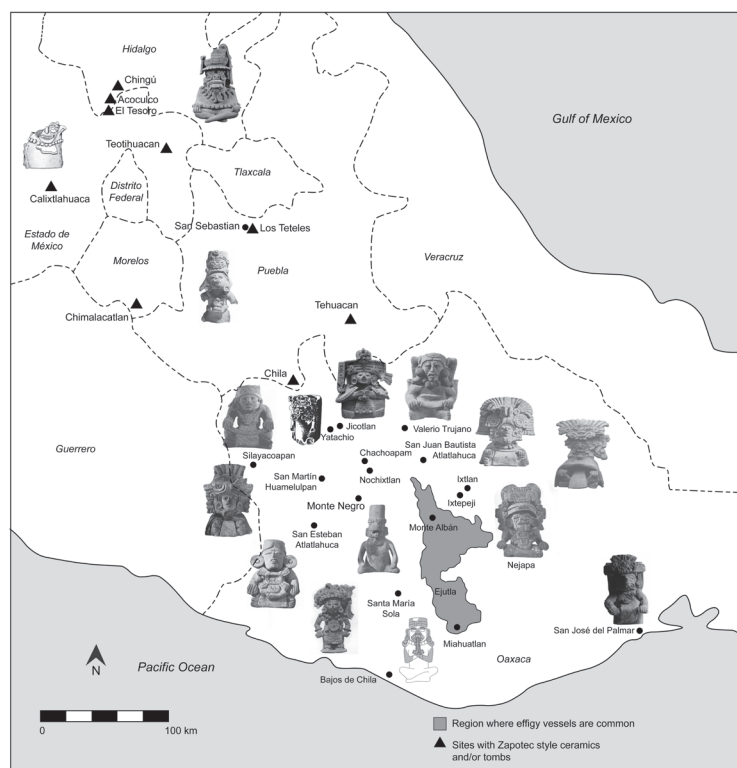 Hidalgo
Chingú
Acoculco
El Tesoro
Gulf of Mexico
Teotihuacan
Tlaxcala
Distrito
Federal
Calixtlahuaca
San Sebastian
Los Teteles
Estado de
México
Morelos
Puebla
Veracruz
Tehuacan
Chimalacatlan
Chila
Jicotlan
Valerio Trujano
Yatachio
Guerrero
San Juan Bautista
Atlatlahuca
Silayacoapan
Chachoapam
San Martín
Huamelulpan
Nochixtlan
Ixtlan
Ixtepeji
Monte Negro
Monte Albán
San Esteban
Atlatlahuca
Nejapa
Ejutla
Santa María
Sola
San José del Palmar
Miahuatlan
Oaxaca
N
Pacific Ocean
Bajos de Chila
0 100 km
Region where effigy vessels are common
Sites with Zapotec style ceramics
and/or tombs